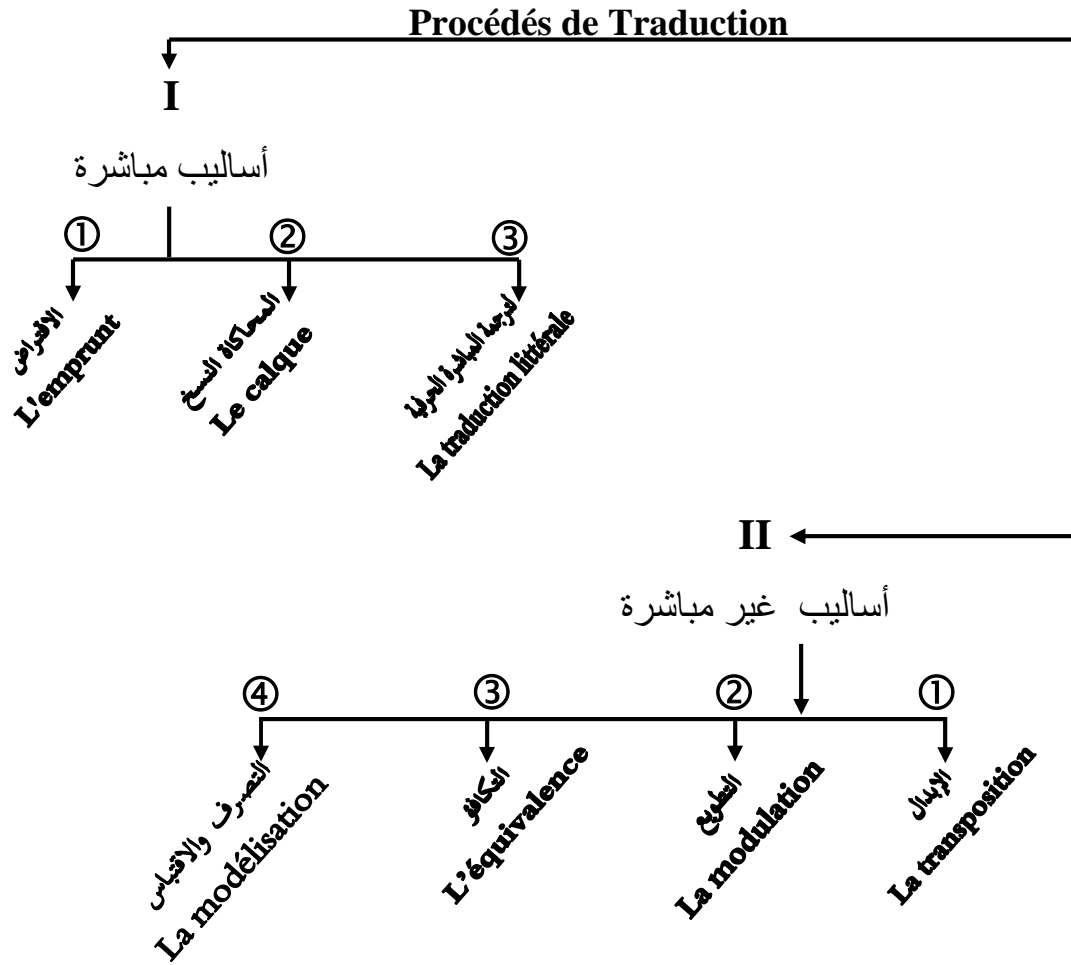 Procédés de Traduction
I
أساليب مباشرة
①
②
③
الاقتراض
L'emprunt
المحاكاة النسخ
Le calque
لترجمة المباشرة الحرفية
La traduction littérale
II
أساليب غير مباشرة
①
②
③
④
الإبدال
La transposition
التطويع
La modulation
التكافؤ
L'équivalence
التصرف والاقتباس
La modélisation